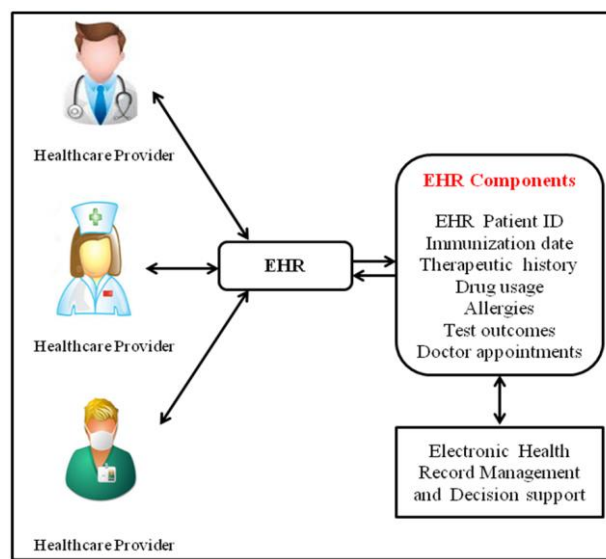 Healthcare Provider
Healthcare Provider
Healthcare Provider
EHR
EHR Components
EHR Patient ID
Immunization date
Therapeutic history
Drug usage
Allergies
Test outcomes
Doctor appointments
Electronic Health
Record Management
and Decision support